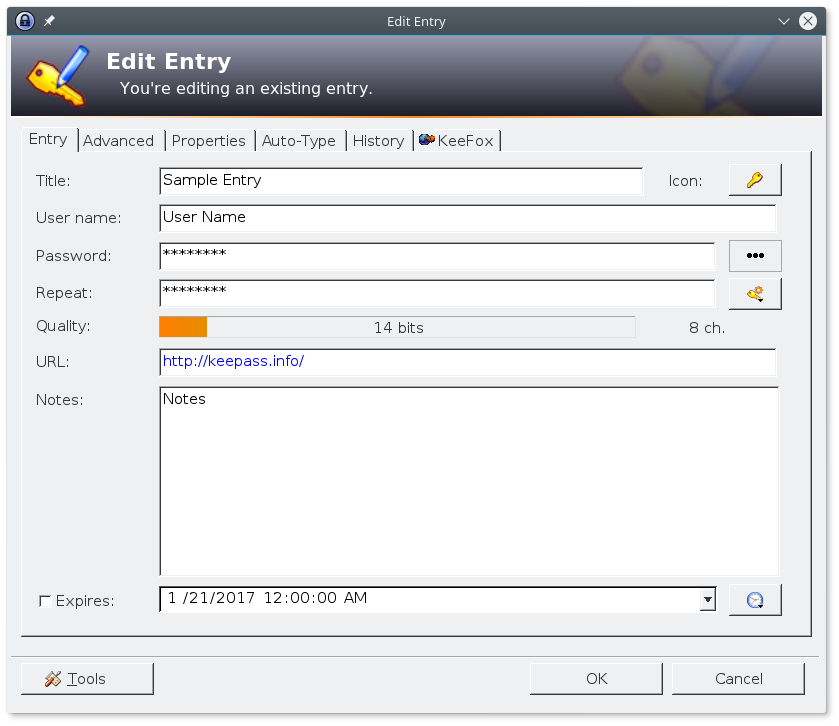 Edit Entry
Edit Entry
You're editing an existing entry.
Entry Advanced Properties Auto-Type History KeeFox
Title: Sample Entry Icon:
User name: User Name
Password: ******** •••
Repeat: ********
Quality: 14 bits 8 ch.
URL: http://keepass.info/
Notes: Notes
Expires: 1 /21/2017 12:00:00 AM
Tools OK Cancel